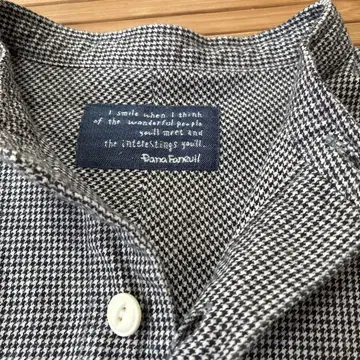 I smile when I think
of the wonderful people
you'll meet and
the interestings you'll.
Dana Faneuil